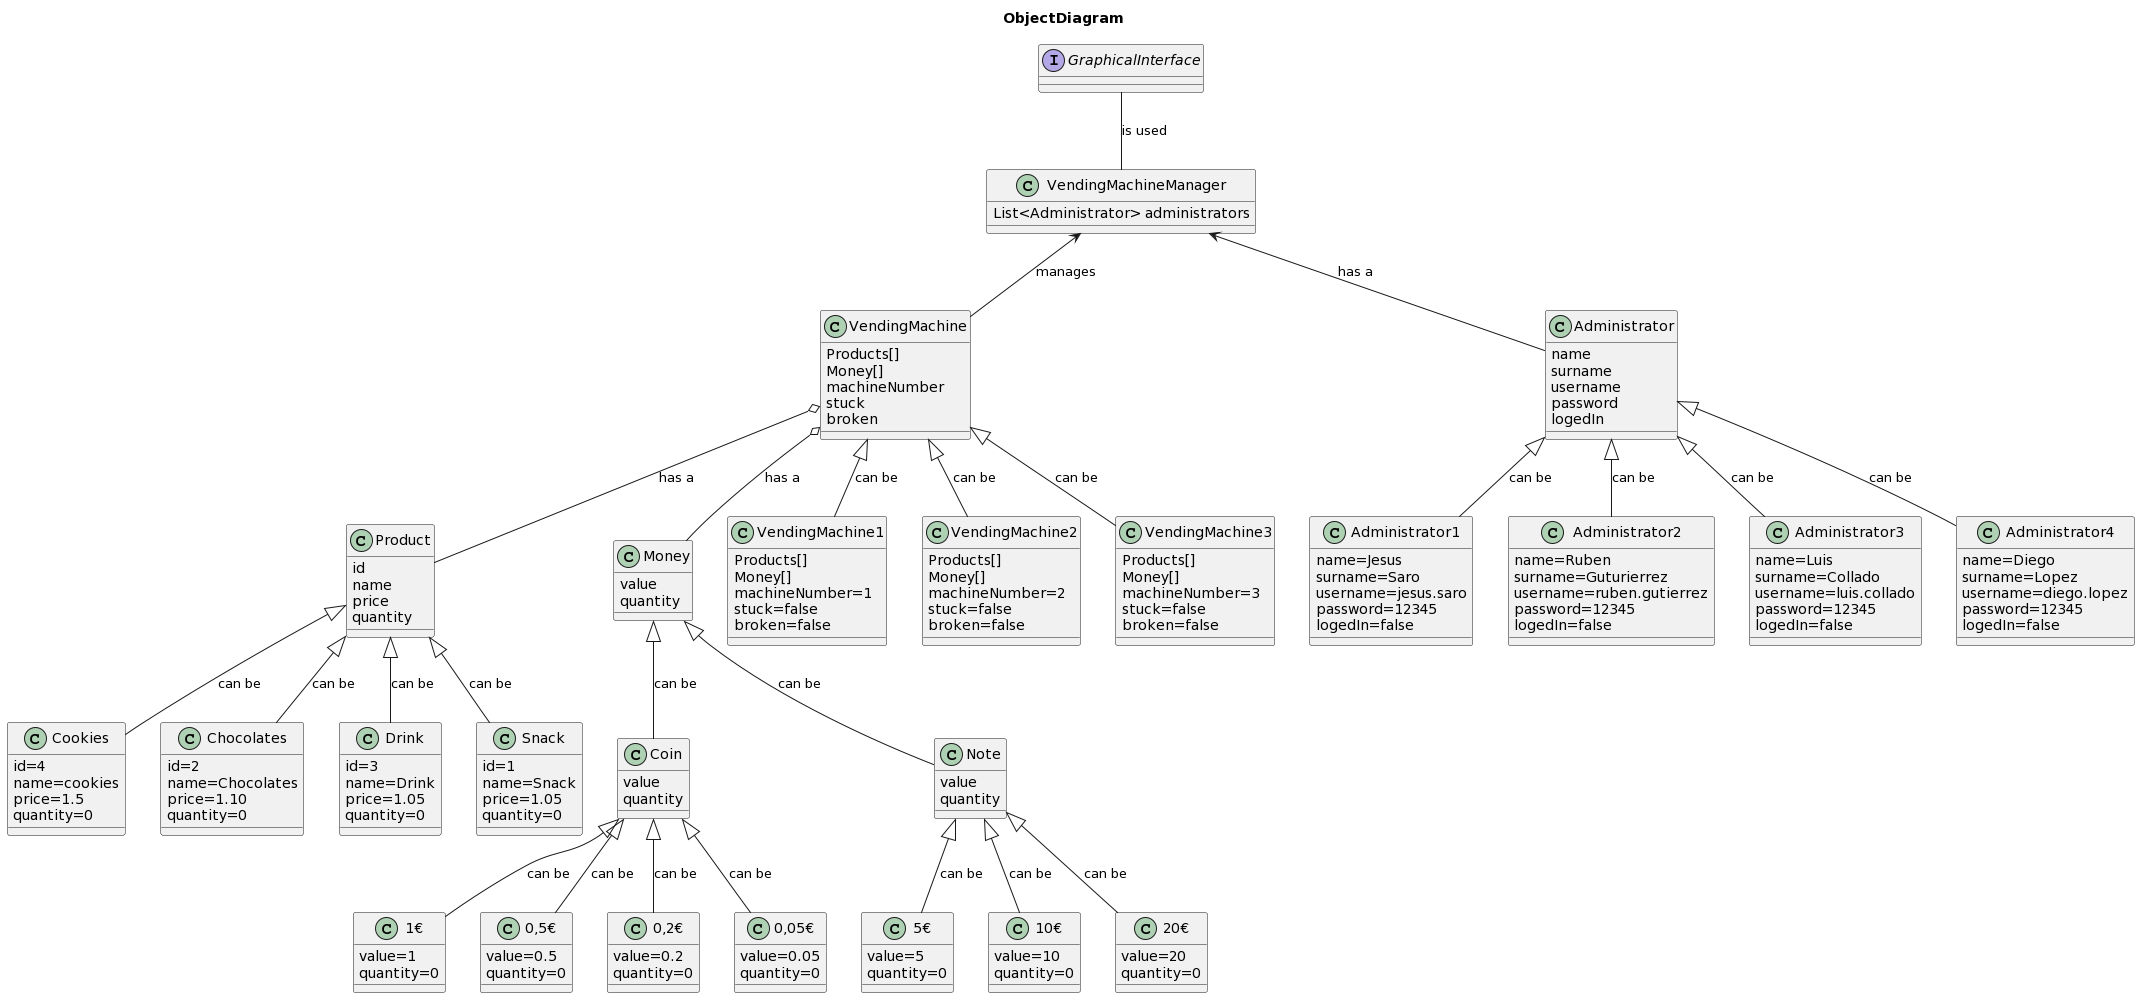 ObjectDiagram
I GraphicalInterface
is used
C VendingMachineManager
List<Administrator> administrators
manages
has a
C VendingMachine
Products[]
Money[]
machineNumber
stuck
broken
C Administrator
name
surname
username
password
logedIn
has a
has a
can be
can be
can be
can be
can be
can be
can be
C Product
id
name
price
quantity
C Money
value
quantity
C VendingMachine1
Products[]
Money[]
machineNumber=1
stuck=false
broken=false
C VendingMachine2
Products[]
Money[]
machineNumber=2
stuck=false
broken=false
C VendingMachine3
Products[]
Money[]
machineNumber=3
stuck=false
broken=false
C Administrator1
name=Jesus
surname=Saro
username=jesus.saro
password=12345
logedIn=false
C Administrator2
name=Ruben
surname=Guturierrez
username=ruben.gutierrez
password=12345
logedIn=false
C Administrator3
name=Luis
surname=Collado
username=luis.collado
password=12345
logedIn=false
C Administrator4
name=Diego
surname=Lopez
username=diego.lopez
password=12345
logedIn=false
can be
can be
can be
can be
can be
can be
C Cookies
id=4
name=cookies
price=1.5
quantity=0
C Chocolates
id=2
name=Chocolates
price=1.10
quantity=0
C Drink
id=3
name=Drink
price=1.05
quantity=0
C Snack
id=1
name=Snack
price=1.05
quantity=0
C Coin
value
quantity
C Note
value
quantity
can be
can be
can be
can be
can be
can be
can be
C 1€
value=1
quantity=0
C 0,5€
value=0.5
quantity=0
C 0,2€
value=0.2
quantity=0
C 0,05€
value=0.05
quantity=0
C 5€
value=5
quantity=0
C 10€
value=10
quantity=0
C 20€
value=20
quantity=0